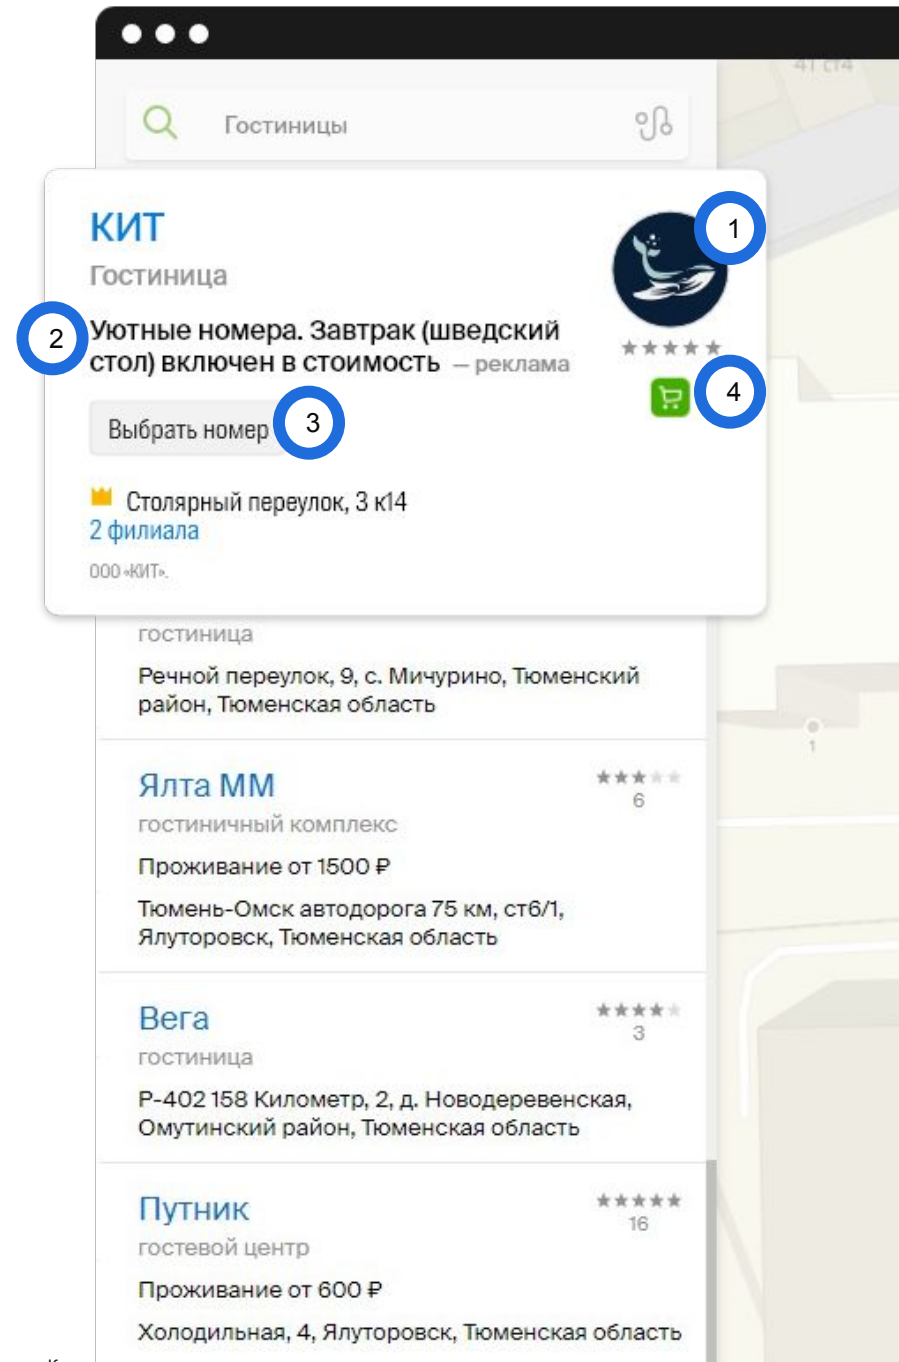 41 ст4
Гостиницы
КИТ
1
Гостиница
2
Уютные номера. Завтрак (шведский
стол) включен в стоимость — реклама
4
Выбрать номер
3
Столярный переулок, 3 к14
2 филиала
ООО «КИТ».
гостиница
Речной переулок, 9, с. Мичурино, Тюменский
район, Тюменская область
1
Ялта ММ
6
гостиничный комплекс
Проживание от 1500 ₽
Тюмень-Омск автодорога 75 км, ст6/1,
Ялуторовск, Тюменская область
Вега
3
гостиница
Р-402 158 Километр, 2, д. Новодеревенская,
Омутинский район, Тюменская область
Путник
16
гостевой центр
Проживание от 600 ₽
Холодильная, 4, Ялуторовск, Тюменская область